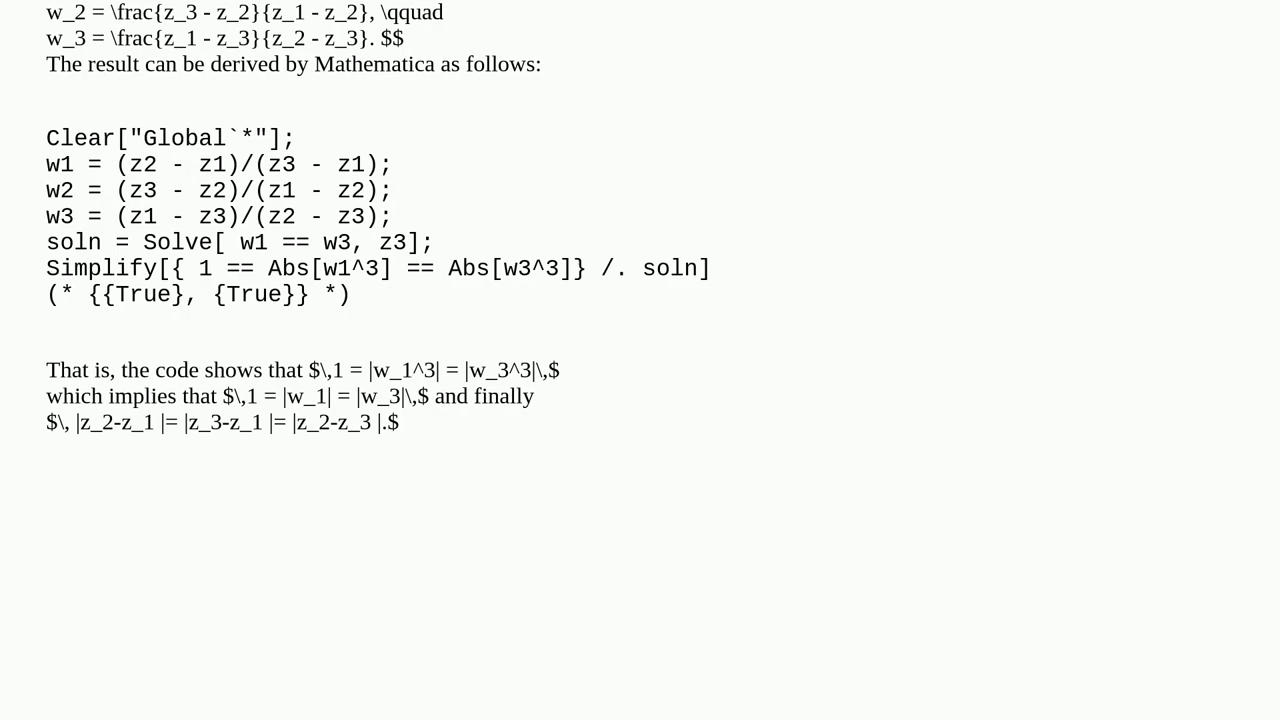 w_2 = \frac{z_3 - z_2}{z_1 - z_2}, \qquad
w_3 = \frac{z_1 - z_3}{z_2 - z_3}. $$
The result can be derived by Mathematica as follows:
Clear["Global`*"];
w1 = (z2 - z1)/(z3 - z1);
w2 = (z3 - z2)/(z1 - z2);
w3 = (z1 - z3)/(z2 - z3);
soln = Solve[ w1 == w3, z3];
Simplify[{ 1 == Abs[w1^3] == Abs[w3^3]} /. soln]
(* {{True}, {True}} *)
That is, the code shows that $\,1 = |w_1^3| = |w_3^3|\,$
which implies that $\,1 = |w_1| = |w_3|\,$ and finally
$\, |z_2-z_1 |= |z_3-z_1 |= |z_2-z_3 |.$